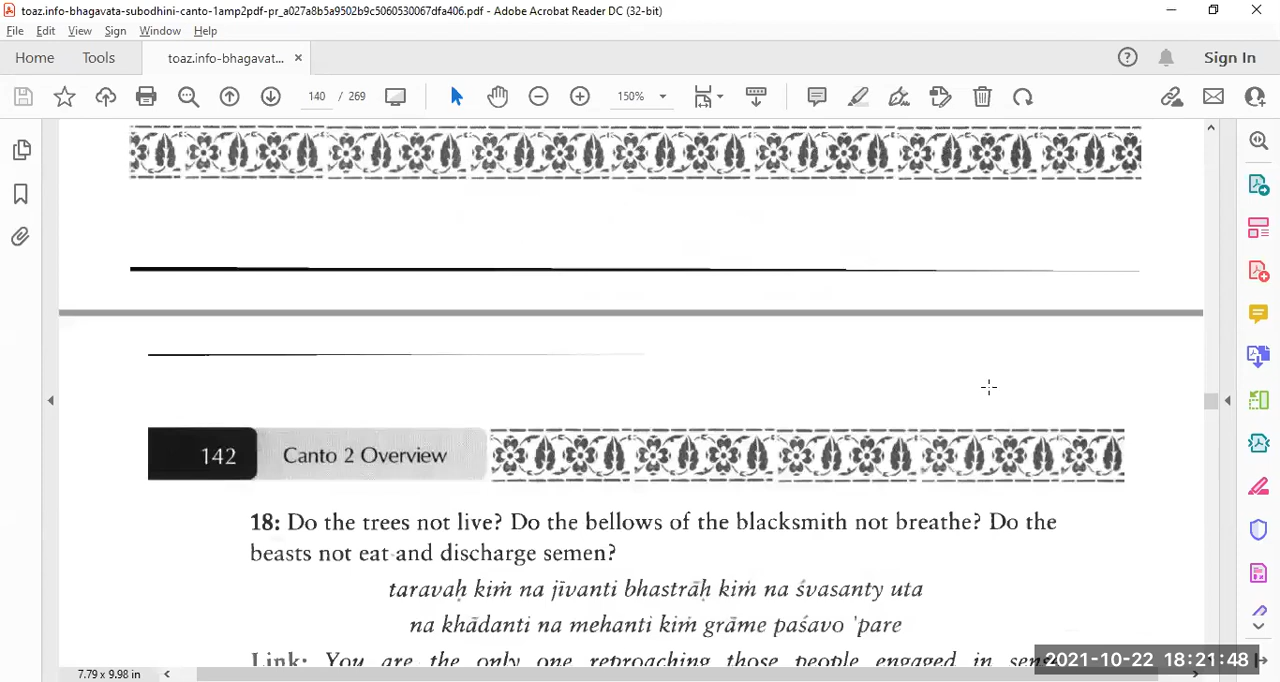 toaz.info-bhagavata-subodhini-canto-1amp2pdf-pr_a027a8b5a9502b9c5060530067dfa406.pdf - Adobe Acrobat Reader DC (32-bit)
File Edit View Sign Window Help
Home Tools toaz.info-bhagavat... × Sign In
140 / 269 150%
142 Canto 2 Overview
18: Do the trees not live? Do the bellows of the blacksmith not breathe? Do the
beasts not eat and discharge semen?
taravaḥ kiṁ na jīvanti bhastrāḥ kiṁ na śvasanty uta
na khādanti na mehanti kiṁ grāme paśavo 'pare
Link: You are the only one reproaching those people engaged in
2021-10-22 18:21:48
7.79 x 9.98 in